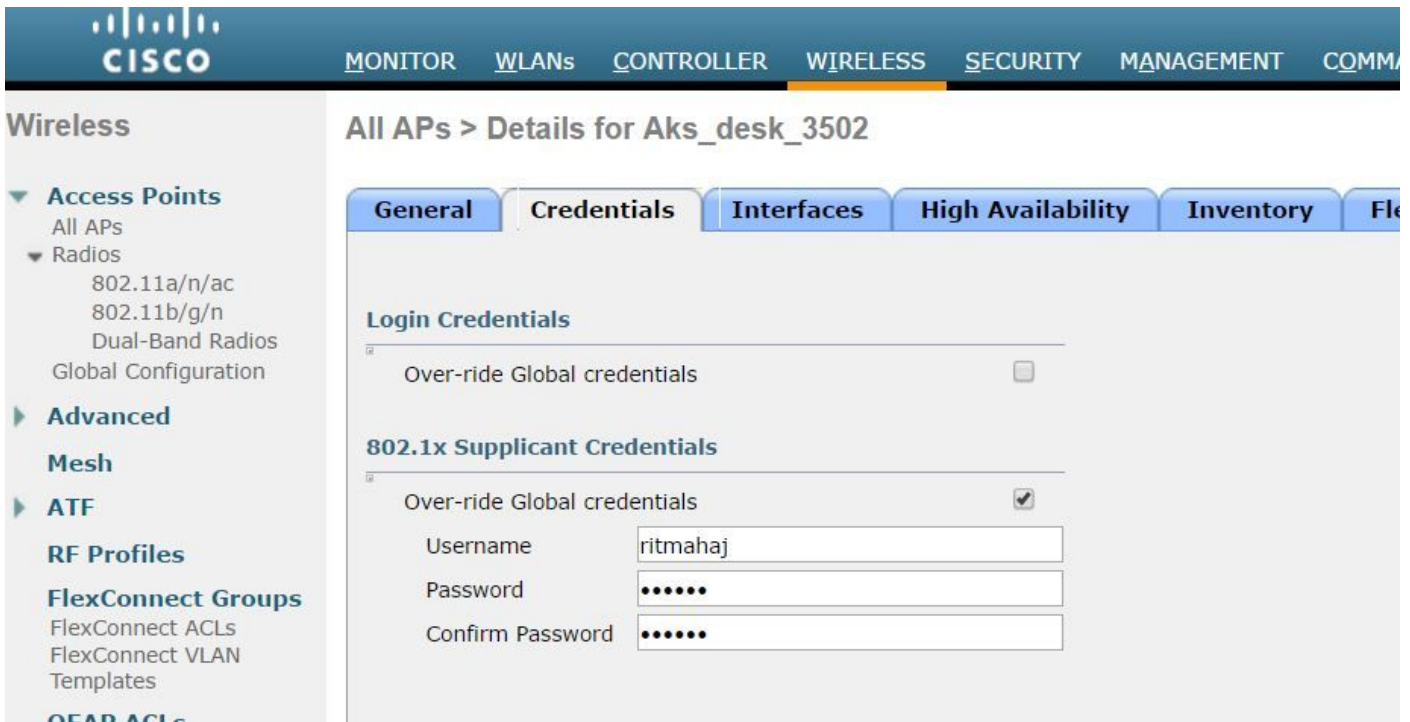 CISCO
MONITOR WLANs CONTROLLER WIRELESS SECURITY MANAGEMENT
Wireless
Access Points
All APs
Radios
802.11a/n/ac
802.11b/g/n
Dual-Band Radios
Global Configuration
Advanced
Mesh
ATF
RF Profiles
FlexConnect Groups
FlexConnect ACLs
FlexConnect VLAN
Templates
All APs > Details for Aks_desk_3502
General Credentials Interfaces High Availability Inventory
Login Credentials
Over-ride Global credentials
802.1x Supplicant Credentials
Over-ride Global credentials
Username ritmahaj
Password ••••••
Confirm Password ••••••